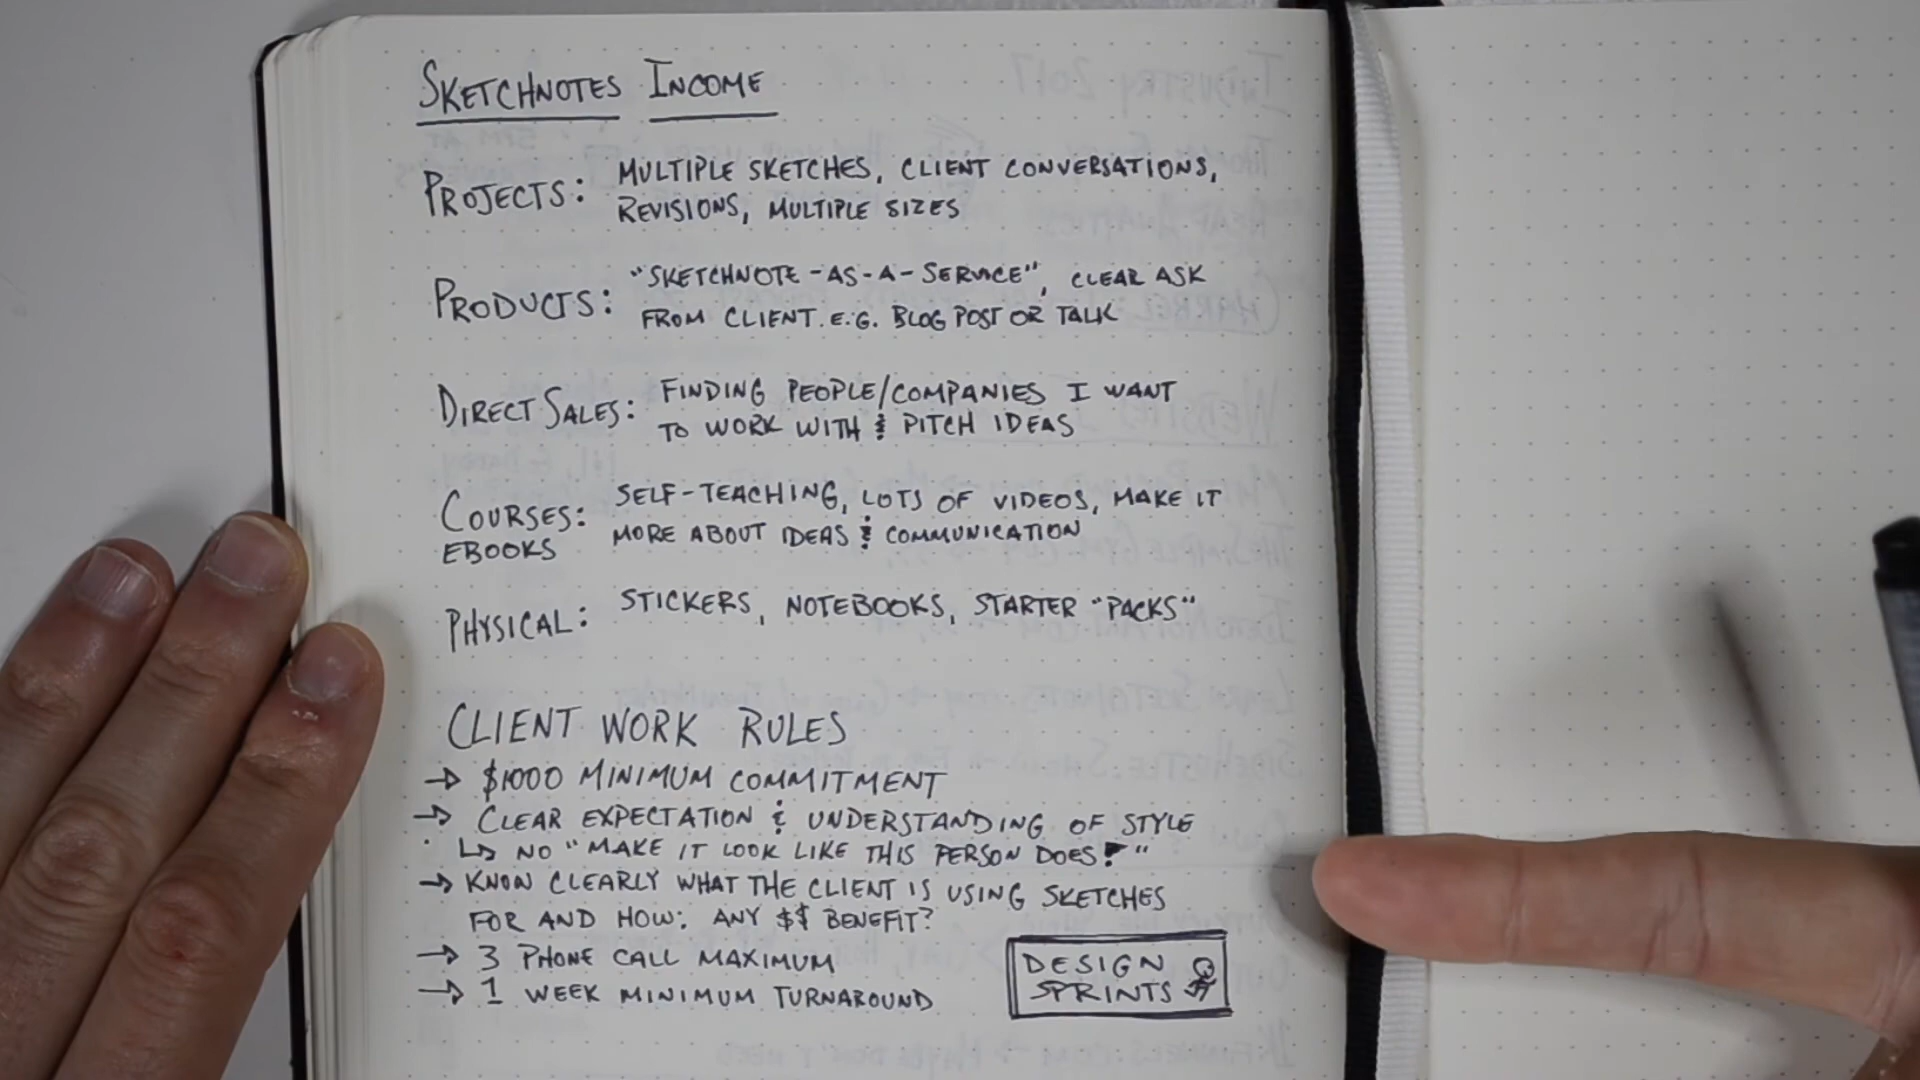 SKETCHNOTES INCOME
PROJECTS: MULTIPLE SKETCHES, CLIENT CONVERSATIONS,
REVISIONS, MULTIPLE SIZES
PRODUCTS: "SKETCHNOTE-AS-A-SERVICE", CLEAR ASK
FROM CLIENT. E.G. BLOG POST OR TALK
DIRECT SALES: FINDING PEOPLE/COMPANIES I WANT
TO WORK WITH & PITCH IDEAS
COURSES: SELF-TEACHING, LOTS OF VIDEOS, MAKE IT
EBOOKS MORE ABOUT IDEAS & COMMUNICATION
PHYSICAL: STICKERS, NOTEBOOKS, STARTER "PACKS"
CLIENT WORK RULES
→ $1000 MINIMUM COMMITMENT
→ CLEAR EXPECTATION & UNDERSTANDING OF STYLE
↳ NO "MAKE IT LOOK LIKE THIS PERSON DOES!"
→ KNOW CLEARLY WHAT THE CLIENT IS USING SKETCHES
FOR AND HOW: ANY $$ BENEFIT?
→ 3 PHONE CALL MAXIMUM
→ 1 WEEK MINIMUM TURNAROUND
DESIGN
SPRINTS